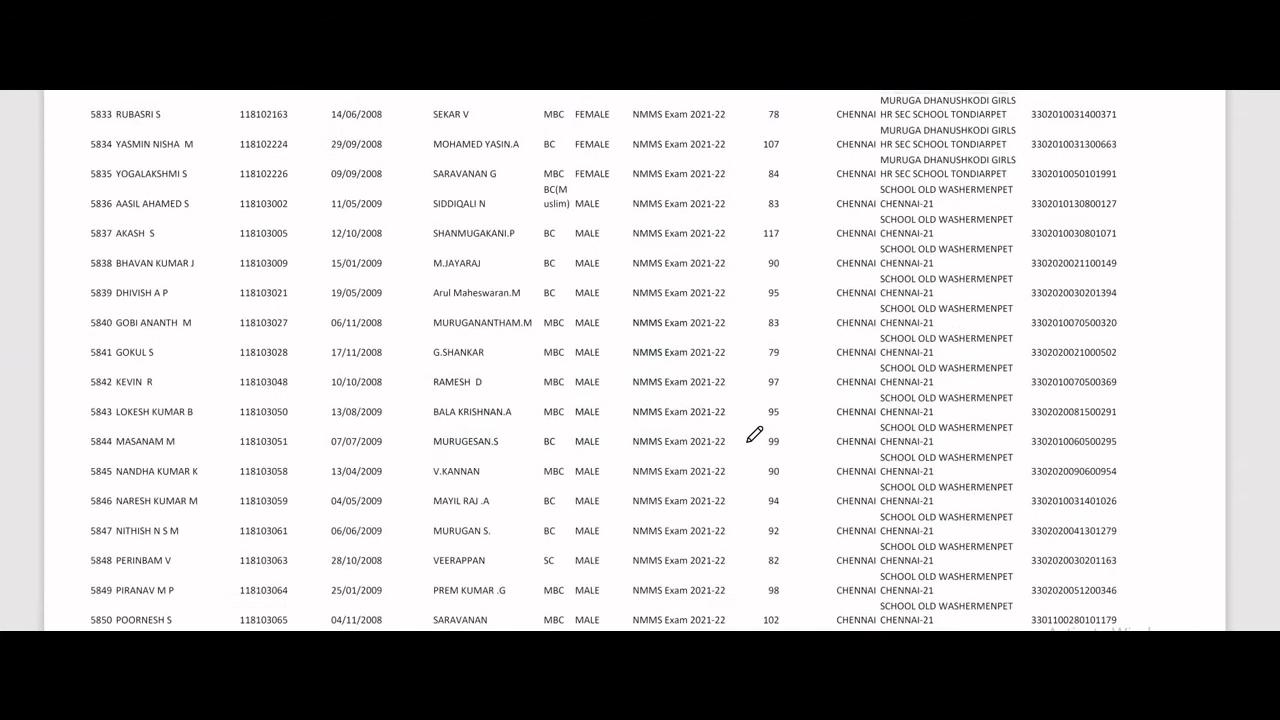 MURUGA DHANUSHKODI GIRLS
5833 RUBASRI S 118102163 14/06/2008 SEKAR V MBC FEMALE NMMS Exam 2021-22 78 CHENNAI HR SEC SCHOOL TONDIARPET 3302010031400371
MURUGA DHANUSHKODI GIRLS
5834 YASMIN NISHA M 118102224 29/09/2008 MOHAMED YASIN.A BC FEMALE NMMS Exam 2021-22 107 CHENNAI HR SEC SCHOOL TONDIARPET 3302010031300663
MURUGA DHANUSHKODI GIRLS
5835 YOGALAKSHMI S 118102226 09/09/2008 SARAVANAN G MBC FEMALE NMMS Exam 2021-22 84 CHENNAI HR SEC SCHOOL TONDIARPET 3302010050101991
BC(M SCHOOL OLD WASHERMENPET
5836 AASIL AHAMED S 118103002 11/05/2009 SIDDIQALI N uslim) MALE NMMS Exam 2021-22 83 CHENNAI CHENNAI-21 3302010130800127
SCHOOL OLD WASHERMENPET
5837 AKASH S 118103005 12/10/2008 SHANMUGAKANI.P BC MALE NMMS Exam 2021-22 117 CHENNAI CHENNAI-21 3302010030801071
SCHOOL OLD WASHERMENPET
5838 BHAVAN KUMAR J 118103009 15/01/2009 M.JAYARAJ BC MALE NMMS Exam 2021-22 90 CHENNAI CHENNAI-21 3302020021100149
SCHOOL OLD WASHERMENPET
5839 DHIVISH A P 118103021 19/05/2009 Arul Maheswaran.M BC MALE NMMS Exam 2021-22 95 CHENNAI CHENNAI-21 3302020030201394
SCHOOL OLD WASHERMENPET
5840 GOBI ANANTH M 118103027 06/11/2008 MURUGANANTHAM.M MBC MALE NMMS Exam 2021-22 83 CHENNAI CHENNAI-21 3302010070500320
SCHOOL OLD WASHERMENPET
5841 GOKUL S 118103028 17/11/2008 G.SHANKAR MBC MALE NMMS Exam 2021-22 79 CHENNAI CHENNAI-21 3302020021000502
SCHOOL OLD WASHERMENPET
5842 KEVIN R 118103048 10/10/2008 RAMESH D MBC MALE NMMS Exam 2021-22 97 CHENNAI CHENNAI-21 3302010070500369
SCHOOL OLD WASHERMENPET
5843 LOKESH KUMAR B 118103050 13/08/2009 BALA KRISHNAN.A MBC MALE NMMS Exam 2021-22 95 CHENNAI CHENNAI-21 3302020081500291
SCHOOL OLD WASHERMENPET
5844 MASANAM M 118103051 07/07/2009 MURUGESAN.S BC MALE NMMS Exam 2021-22 99 CHENNAI CHENNAI-21 3302010060500295
SCHOOL OLD WASHERMENPET
5845 NANDHA KUMAR K 118103058 13/04/2009 V.KANNAN MBC MALE NMMS Exam 2021-22 90 CHENNAI CHENNAI-21 3302020090600954
SCHOOL OLD WASHERMENPET
5846 NARESH KUMAR M 118103059 04/05/2009 MAYIL RAJ .A BC MALE NMMS Exam 2021-22 94 CHENNAI CHENNAI-21 3302010031401026
SCHOOL OLD WASHERMENPET
5847 NITHISH N S M 118103061 06/06/2009 MURUGAN S. BC MALE NMMS Exam 2021-22 92 CHENNAI CHENNAI-21 3302020041301279
SCHOOL OLD WASHERMENPET
5848 PERINBAM V 118103063 28/10/2008 VEERAPPAN SC MALE NMMS Exam 2021-22 82 CHENNAI CHENNAI-21 3302020030201163
SCHOOL OLD WASHERMENPET
5849 PIRANAV M P 118103064 25/01/2009 PREM KUMAR .G MBC MALE NMMS Exam 2021-22 98 CHENNAI CHENNAI-21 3302020051200346
SCHOOL OLD WASHERMENPET
5850 POORNESH S 118103065 04/11/2008 SARAVANAN MBC MALE NMMS Exam 2021-22 102 CHENNAI CHENNAI-21 3301100280101179